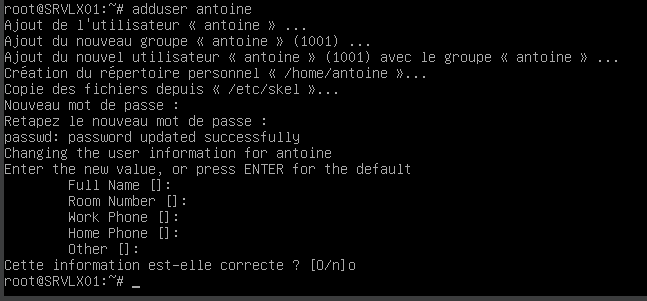 root@SRVLX01:~# adduser antoine
Ajout de l'utilisateur « antoine » ...
Ajout du nouveau groupe « antoine » (1001) ...
Ajout du nouvel utilisateur « antoine » (1001) avec le groupe « antoine » ...
Création du répertoire personnel « /home/antoine »...
Copie des fichiers depuis « /etc/skel »...
Nouveau mot de passe :
Retapez le nouveau mot de passe :
passwd: password updated successfully
Changing the user information for antoine
Enter the new value, or press ENTER for the default
        Full Name []:
        Room Number []:
        Work Phone []:
        Home Phone []:
        Other []:
Cette information est-elle correcte ? [O/n]o
root@SRVLX01:~# _